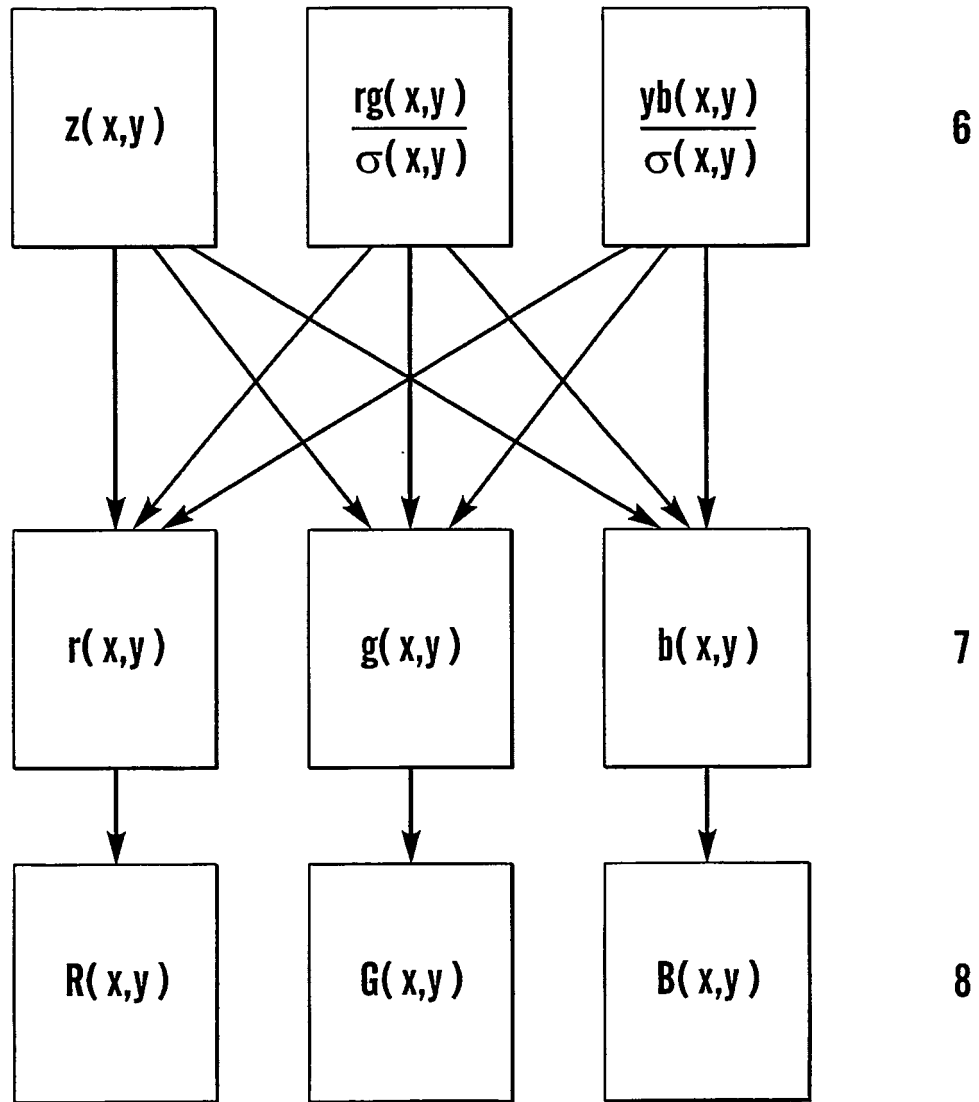 z( x,y )
rg( x,y )
σ( x,y )
yb( x,y )
σ( x,y )
6
r( x,y )
g( x,y )
b( x,y )
7
R( x,y )
G( x,y )
B( x,y )
8